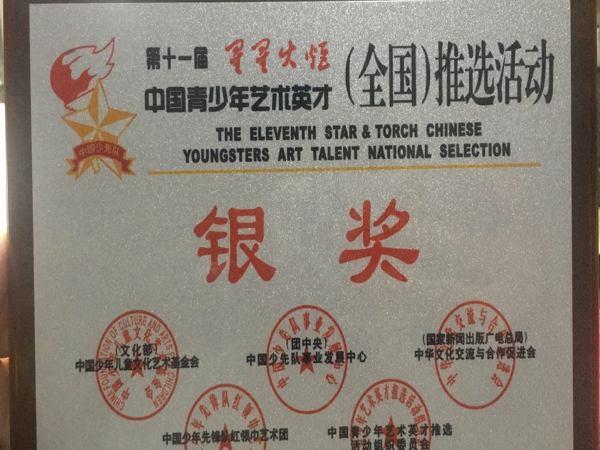 第十一届 星星火炬
中国青少年艺术英才(全国)推选活动
THE ELEVENTH STAR & TORCH CHINESE
YOUNGSTERS ART TALENT NATIONAL SELECTION
中国少先队
银奖
(文化部)
中国少年儿童文化艺术基金会
(团中央)
中国少先队事业发展中心
(国家新闻出版广电总局)
中华文化交流与合作促进会
中国少年先锋队红领巾艺术团
中国青少年艺术英才推选
活动组织委员会